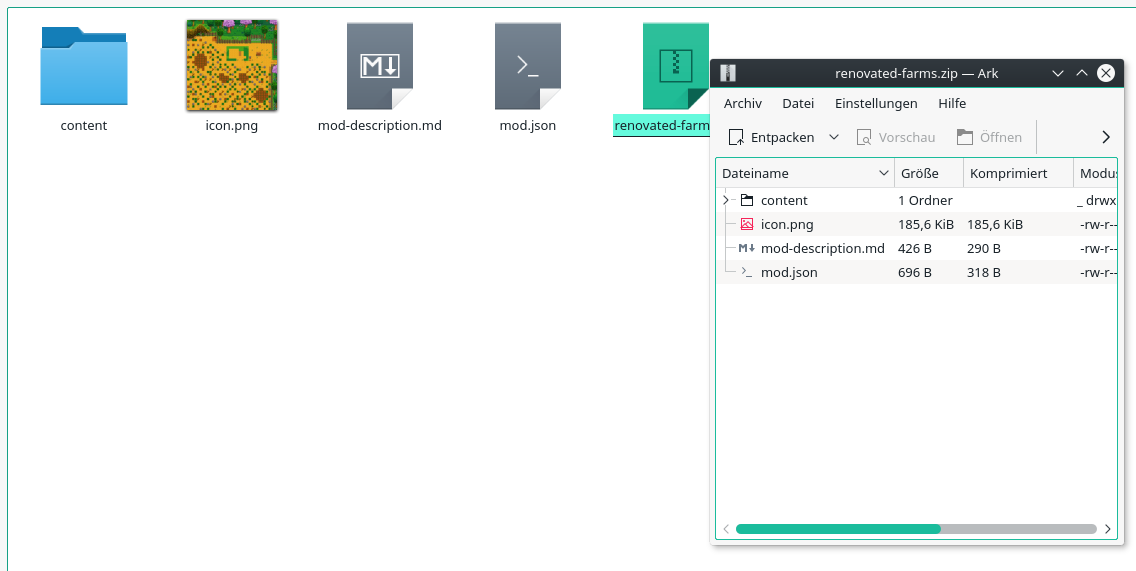 content
icon.png
mod-description.md
mod.json
renovated-farm
renovated-farms.zip — Ark
Archiv Datei Einstellungen Hilfe
Entpacken Vorschau Öffnen
Dateiname Größe Komprimiert Modus
content 1 Ordner _ drwx
icon.png 185,6 KiB 185,6 KiB -rw-r--
M↓ mod-description.md 426 B 290 B -rw-r--
mod.json 696 B 318 B -rw-r--